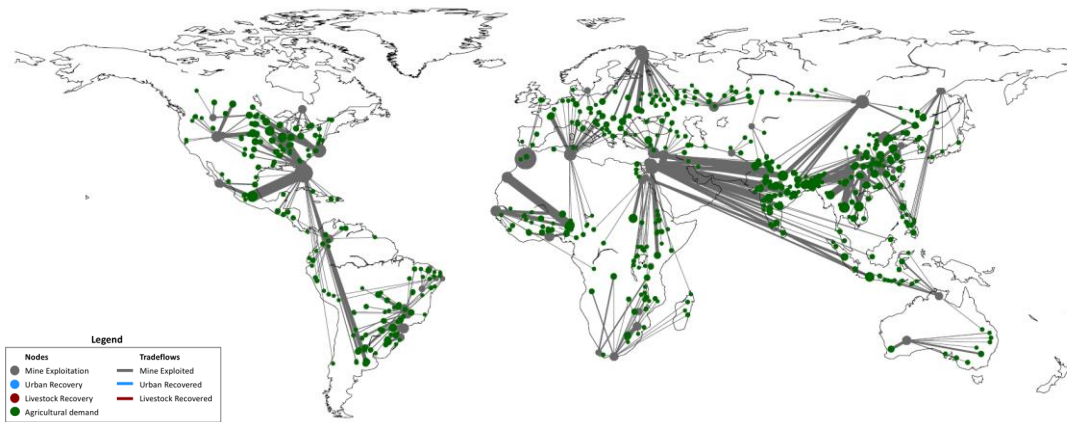 Legend
Nodes Tradeflows
Mine Exploitation Mine Exploited
Urban Recovery Urban Recovered
Livestock Recovery Livestock Recovered
Agricultural demand